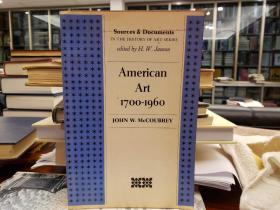 Sources & Documents
IN THE HISTORY OF ART SERIES
edited by H. W. Janson
American
Art
1700-1960
JOHN W. McCOUBREY